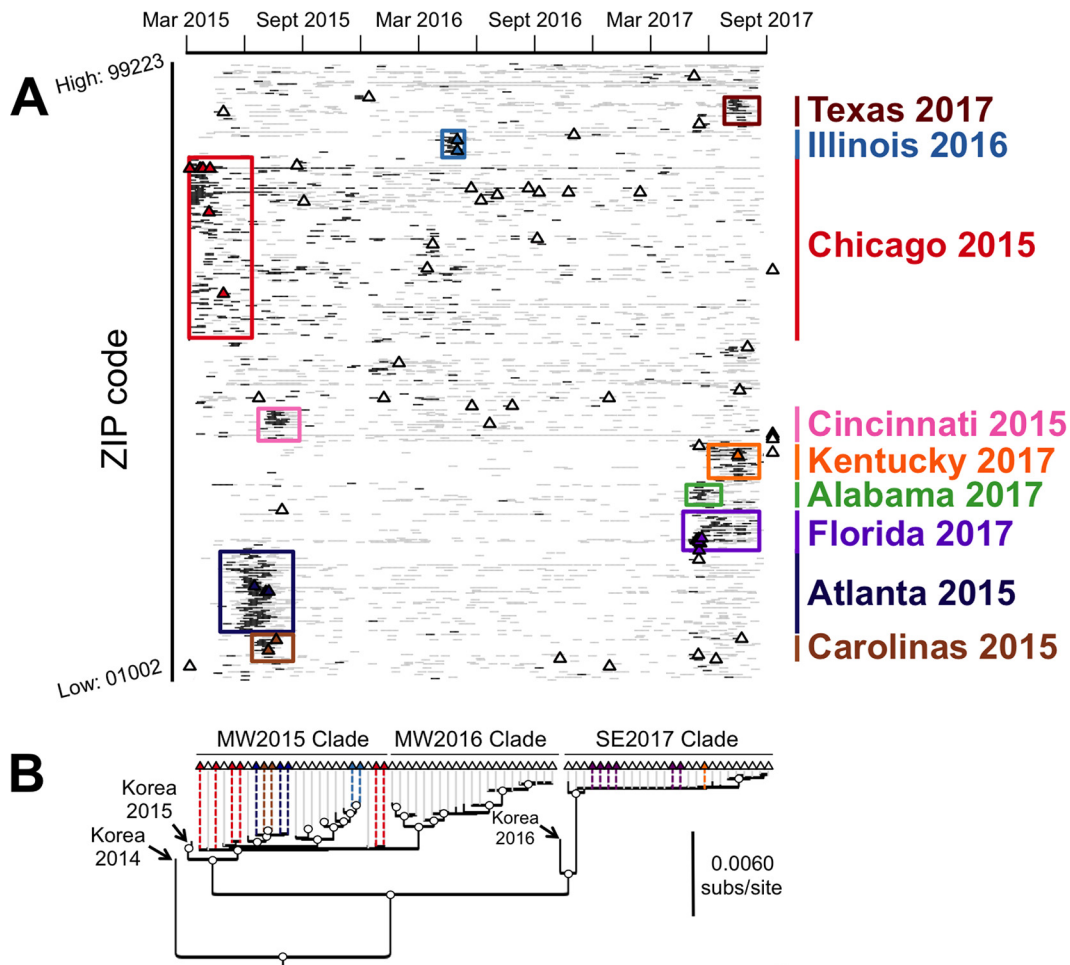 Mar 2015 Sept 2015 Mar 2016 Sept 2016 Mar 2017 Sept 2017
A
High: 99223
ZIP code
Low: 01002
Texas 2017
Illinois 2016
Chicago 2015
Cincinnati 2015
Kentucky 2017
Alabama 2017
Florida 2017
Atlanta 2015
Carolinas 2015
B
MW2015 Clade MW2016 Clade SE2017 Clade
Korea
2015
Korea
2014
Korea
2016
0.0060
subs/site